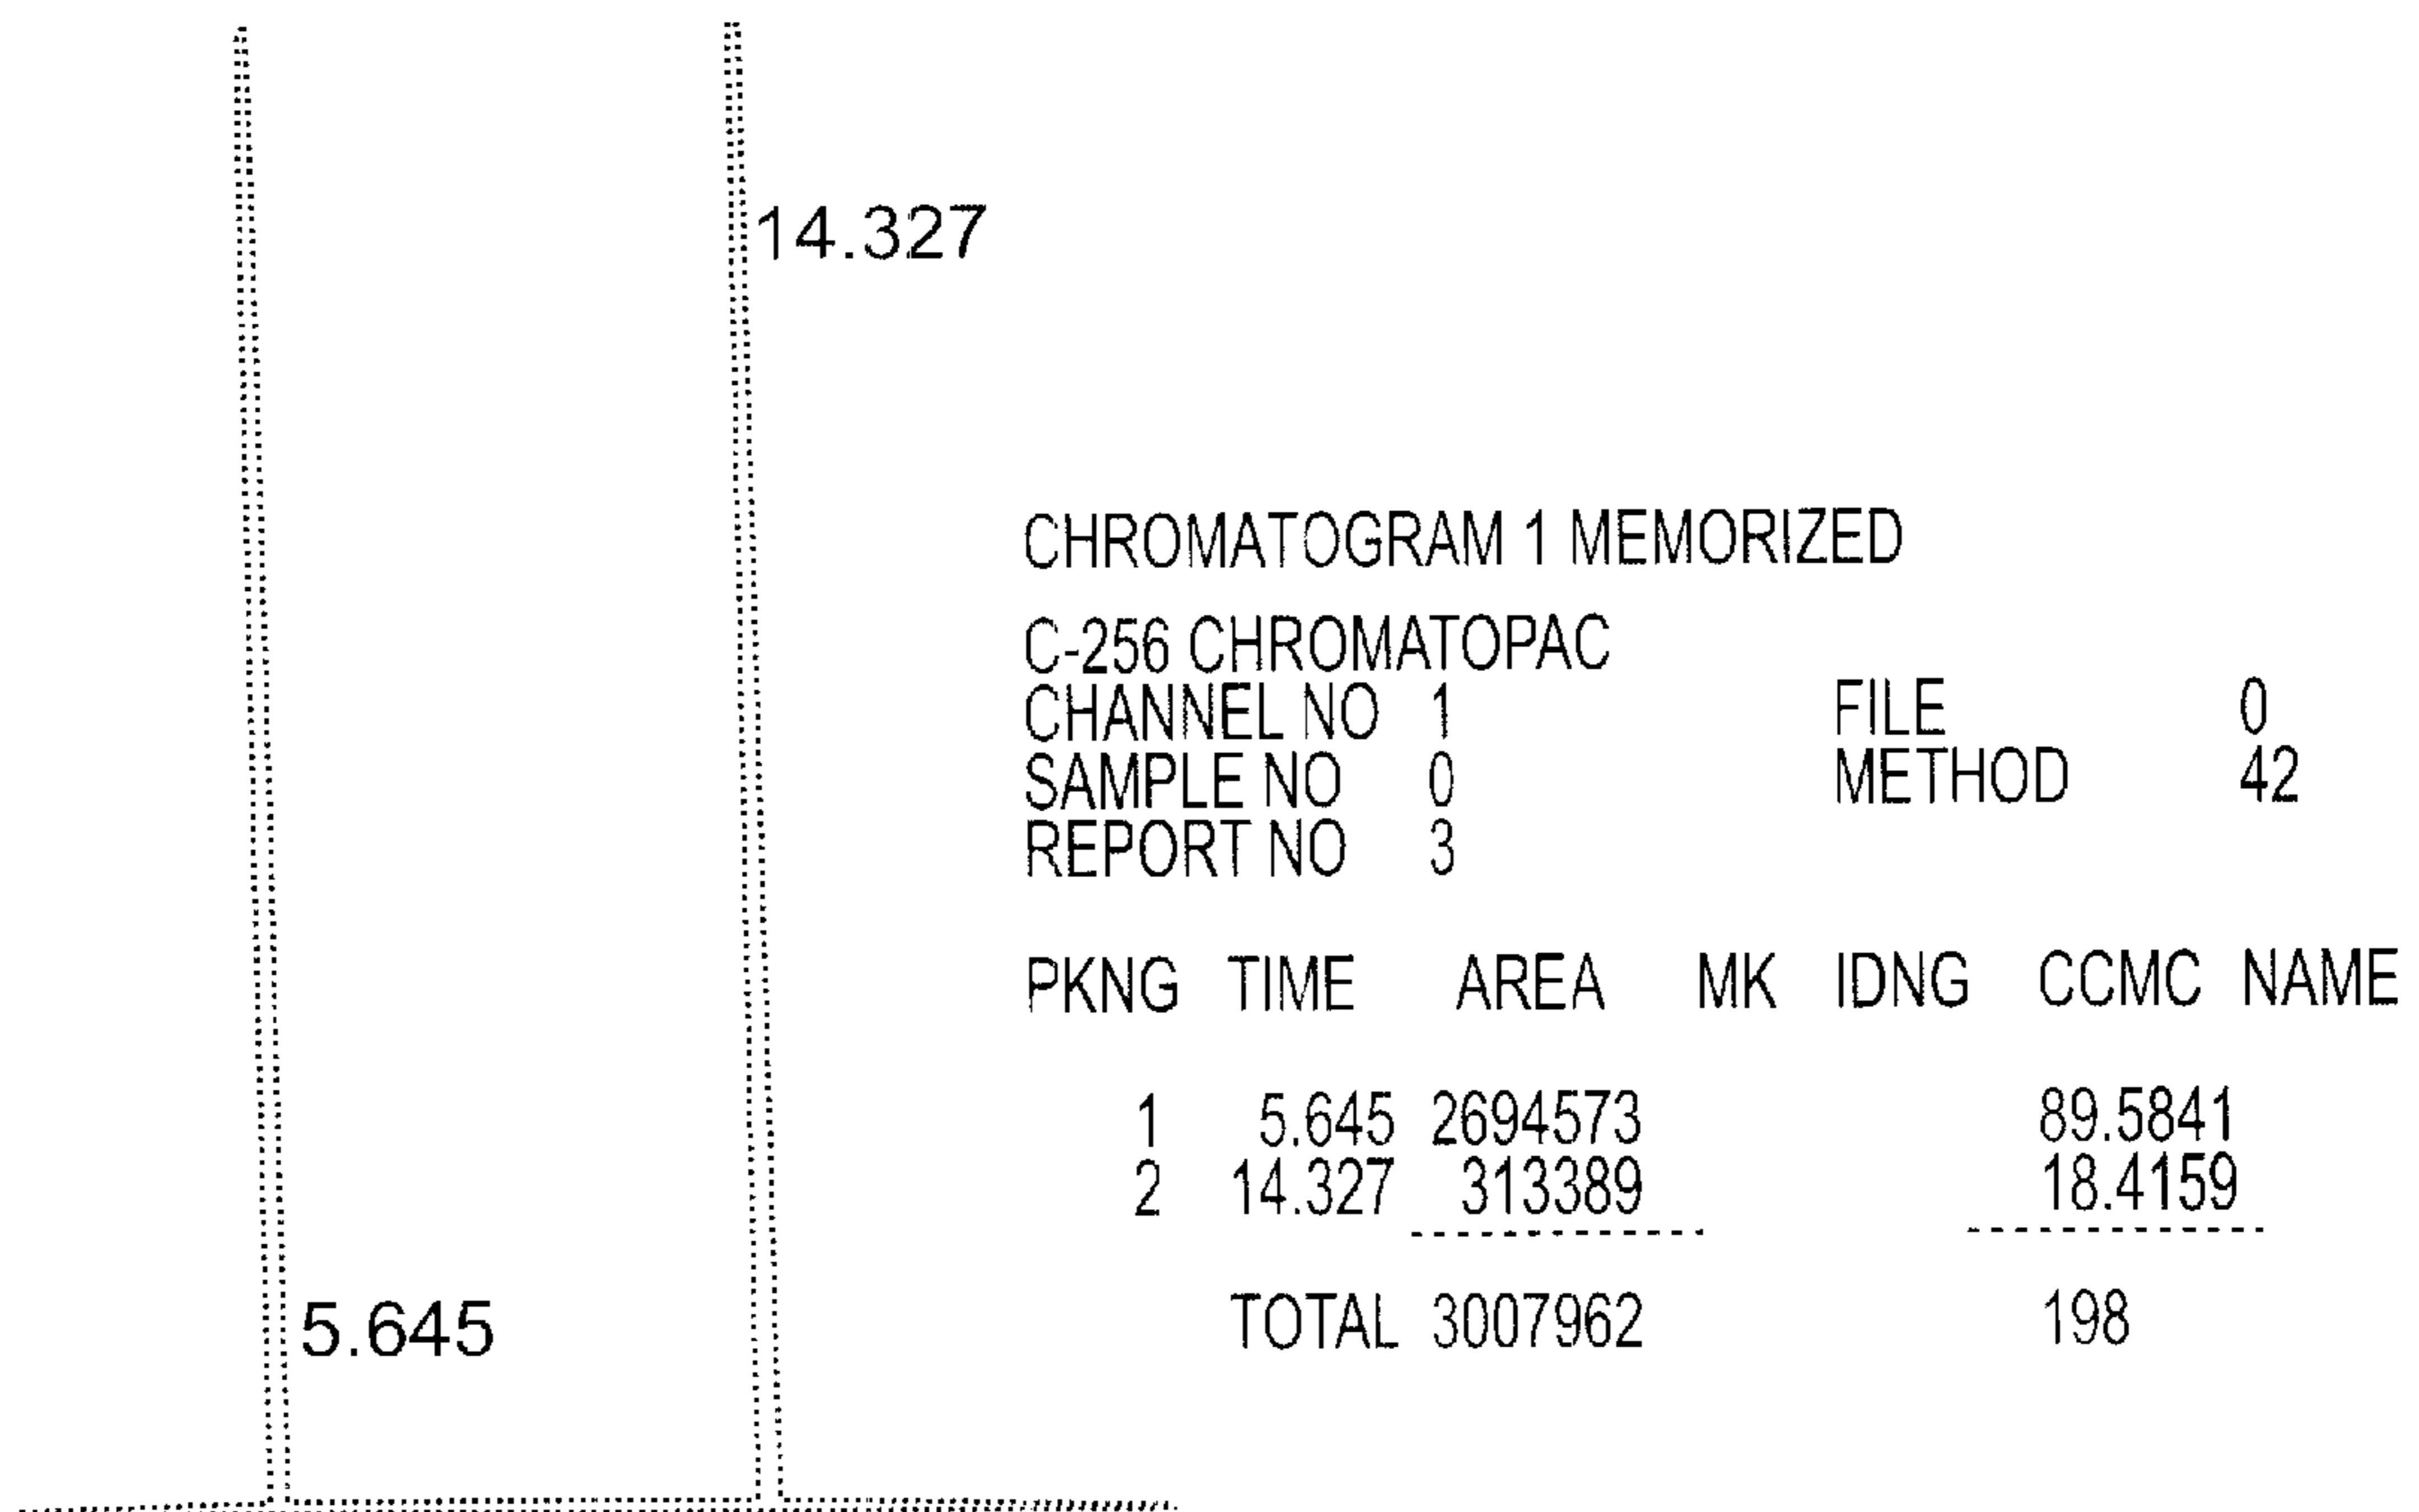 14.327
CHROMATOGRAM 1 MEMORIZED
C-256 CHROMATOPAC
CHANNEL NO 1 FILE 0
SAMPLE NO 0 METHOD 42
REPORT NO 3
PKNG TIME AREA MK IDNG CCMC NAME
1 5.645 2694573 89.5841
2 14.327 313389 18.4159
TOTAL 3007962 198
5.645